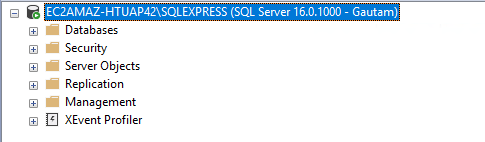 EC2AMAZ-HTUAP42\SQLEXPRESS (SQL Server 16.0.1000 - Gautam)
Databases
Security
Server Objects
Replication
Management
XEvent Profiler